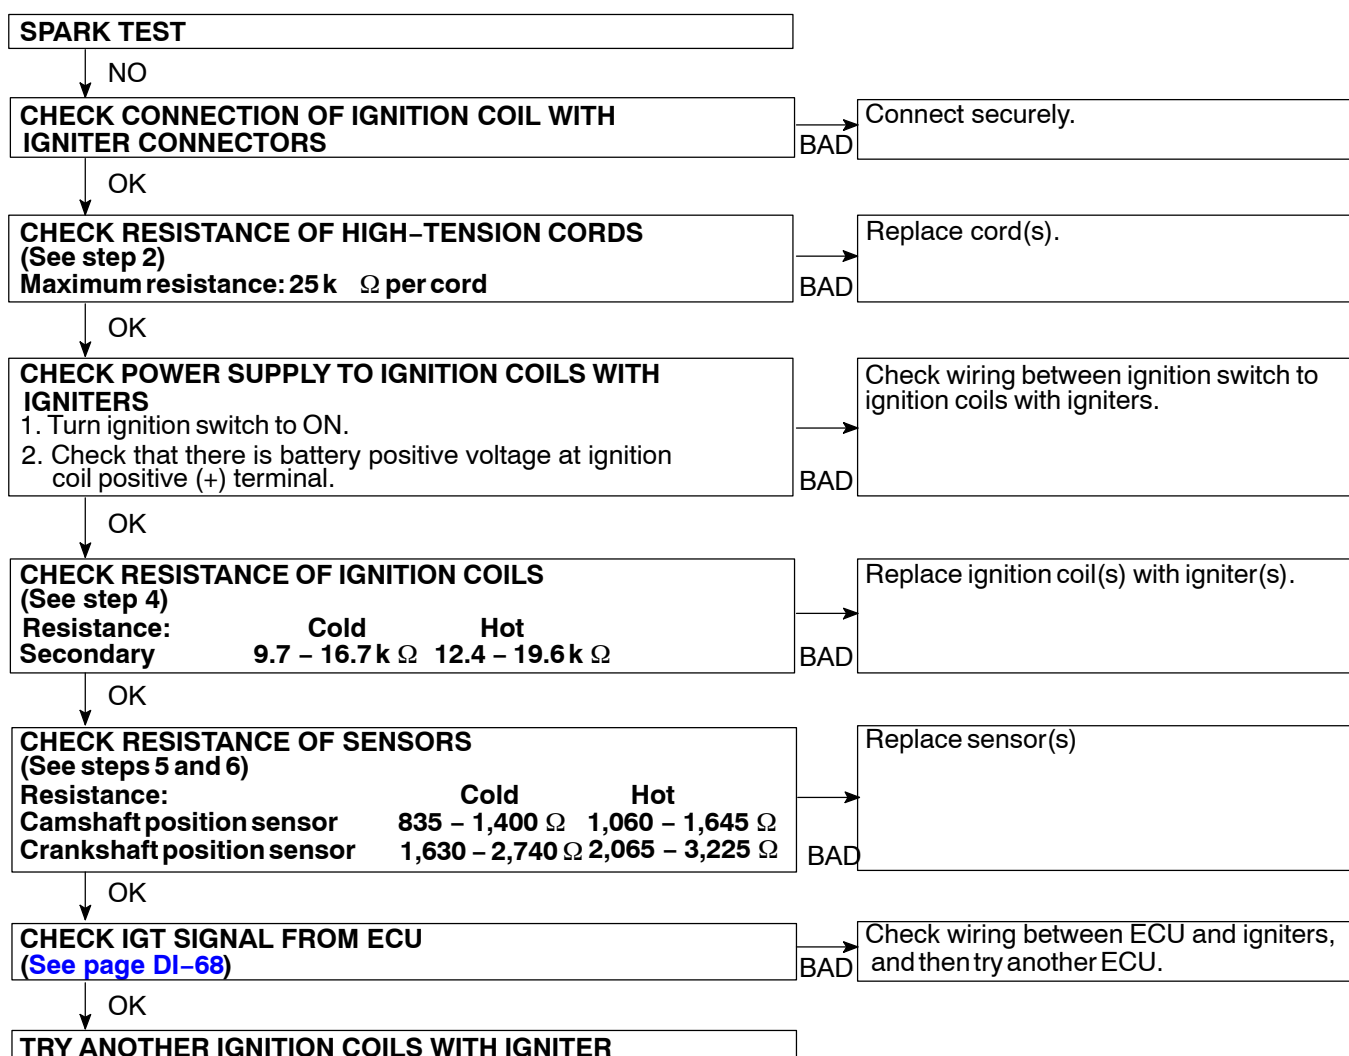 SPARK TEST
NO
CHECK CONNECTION OF IGNITION COIL WITH
IGNITER CONNECTORS
BAD
Connect securely.
OK
CHECK RESISTANCE OF HIGH–TENSION CORDS
(See step 2)
Maximum resistance: 25 k Ω per cord
BAD
Replace cord(s).
OK
CHECK POWER SUPPLY TO IGNITION COILS WITH
IGNITERS
1. Turn ignition switch to ON.
2. Check that there is battery positive voltage at ignition
coil positive (+) terminal.
BAD
Check wiring between ignition switch to
ignition coils with igniters.
OK
CHECK RESISTANCE OF IGNITION COILS
(See step 4)
Resistance: Cold Hot
Secondary 9.7 – 16.7 k Ω 12.4 – 19.6 k Ω
BAD
Replace ignition coil(s) with igniter(s).
OK
CHECK RESISTANCE OF SENSORS
(See steps 5 and 6)
Resistance: Cold Hot
Camshaft position sensor 835 – 1,400 Ω 1,060 – 1,645 Ω
Crankshaft position sensor 1,630 – 2,740 Ω 2,065 – 3,225 Ω
BAD
Replace sensor(s)
OK
CHECK IGT SIGNAL FROM ECU
(See page DI–68)
BAD
Check wiring between ECU and igniters,
and then try another ECU.
OK
TRY ANOTHER IGNITION COILS WITH IGNITER